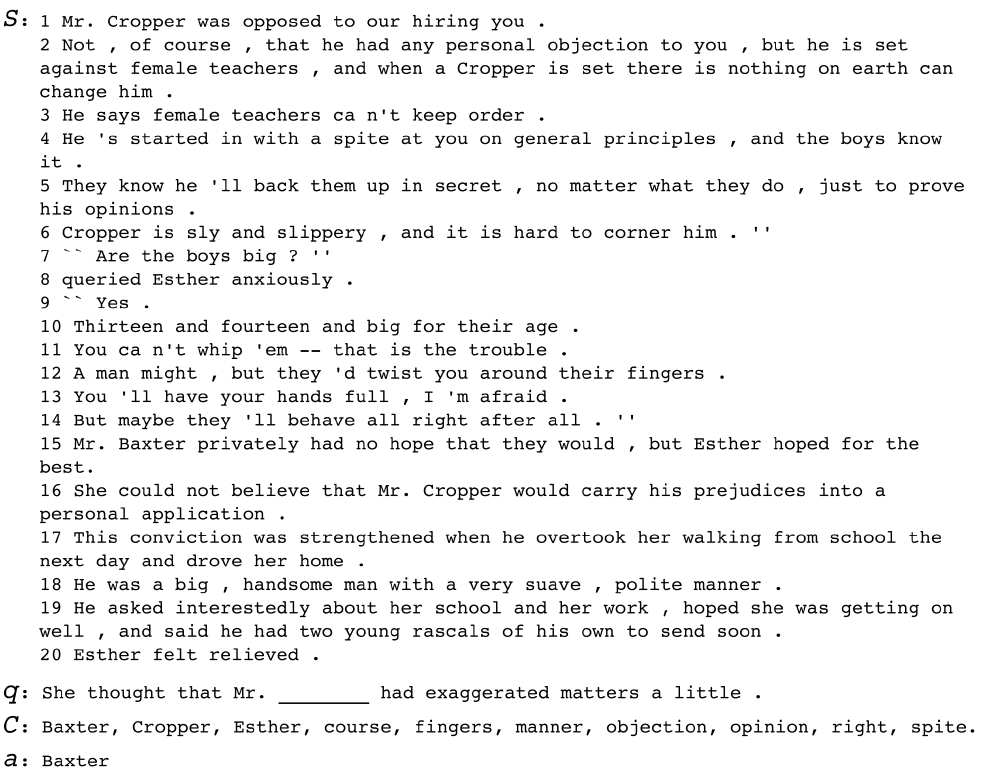 S: 1 Mr. Cropper was opposed to our hiring you .
2 Not , of course , that he had any personal objection to you , but he is set
against female teachers , and when a Cropper is set there is nothing on earth can
change him .
3 He says female teachers ca n't keep order .
4 He 's started in with a spite at you on general principles , and the boys know
it .
5 They know he 'll back them up in secret , no matter what they do , just to prove
his opinions .
6 Cropper is sly and slippery , and it is hard to corner him . ''
7 `` Are the boys big ? ''
8 queried Esther anxiously .
9 `` Yes .
10 Thirteen and fourteen and big for their age .
11 You ca n't whip 'em -- that is the trouble .
12 A man might , but they 'd twist you around their fingers .
13 You 'll have your hands full , I 'm afraid .
14 But maybe they 'll behave all right after all . ''
15 Mr. Baxter privately had no hope that they would , but Esther hoped for the
best.
16 She could not believe that Mr. Cropper would carry his prejudices into a
personal application .
17 This conviction was strengthened when he overtook her walking from school the
next day and drove her home .
18 He was a big , handsome man with a very suave , polite manner .
19 He asked interestedly about her school and her work , hoped she was getting on
well , and said he had two young rascals of his own to send soon .
20 Esther felt relieved .
q: She thought that Mr. ________ had exaggerated matters a little .
C: Baxter, Cropper, Esther, course, fingers, manner, objection, opinion, right, spite.
a: Baxter